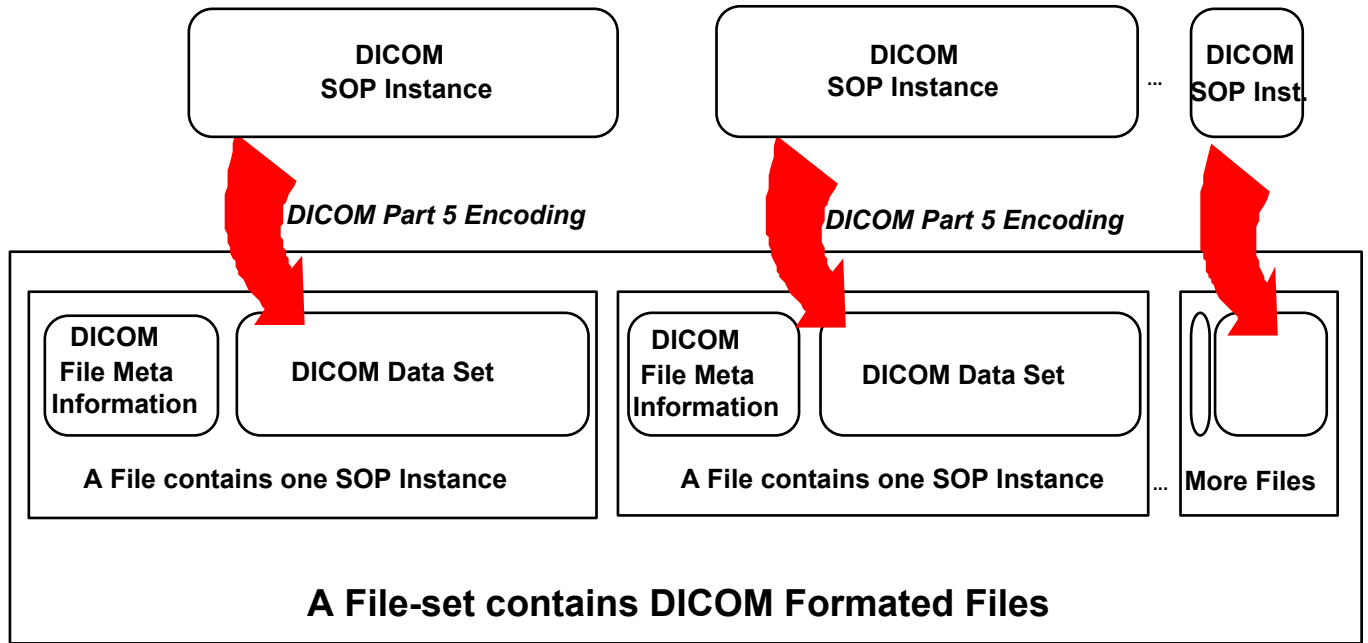 DICOM
SOP Instance
DICOM
SOP Instance
...
DICOM
SOP Inst.
DICOM Part 5 Encoding
DICOM Part 5 Encoding
DICOM
File Meta
Information
DICOM Data Set
A File contains one SOP Instance
DICOM
File Meta
Information
DICOM Data Set
A File contains one SOP Instance
...
More Files
A File-set contains DICOM Formated Files